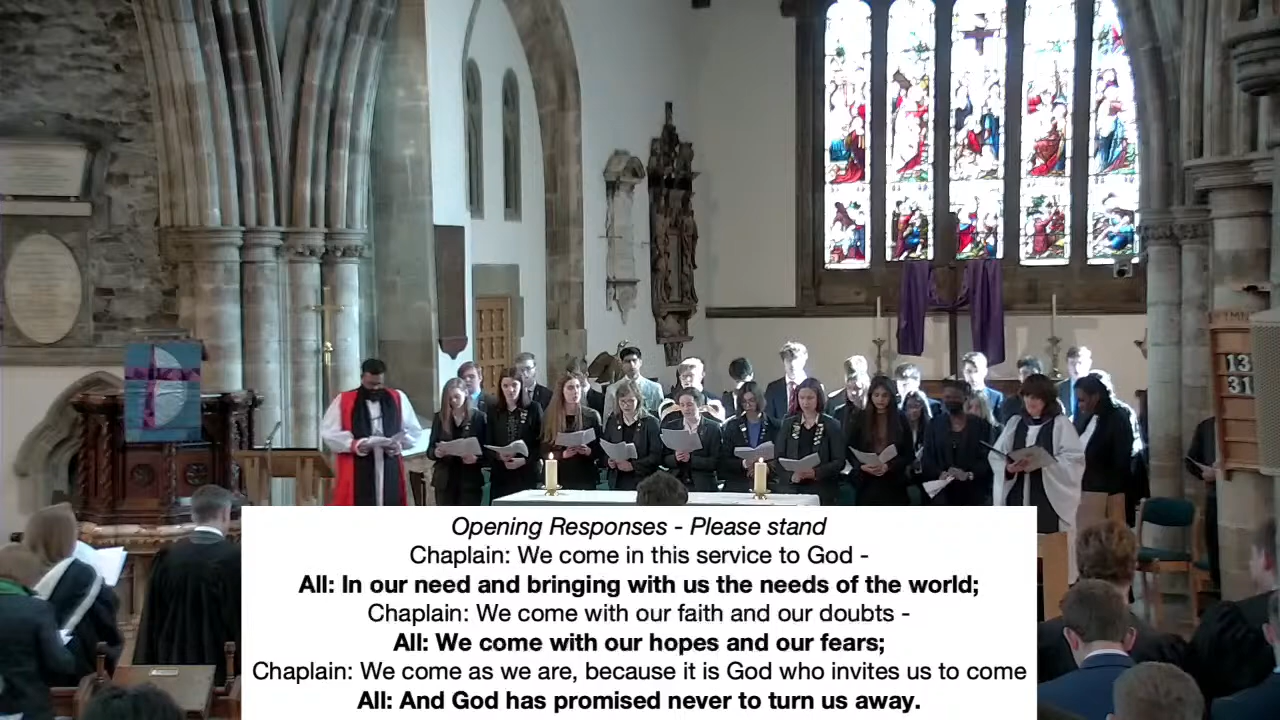 HYMN
13
31
Opening Responses - Please stand
Chaplain: We come in this service to God -
All: In our need and bringing with us the needs of the world;
Chaplain: We come with our faith and our doubts -
All: We come with our hopes and our fears;
Chaplain: We come as we are, because it is God who invites us to come
All: And God has promised never to turn us away.